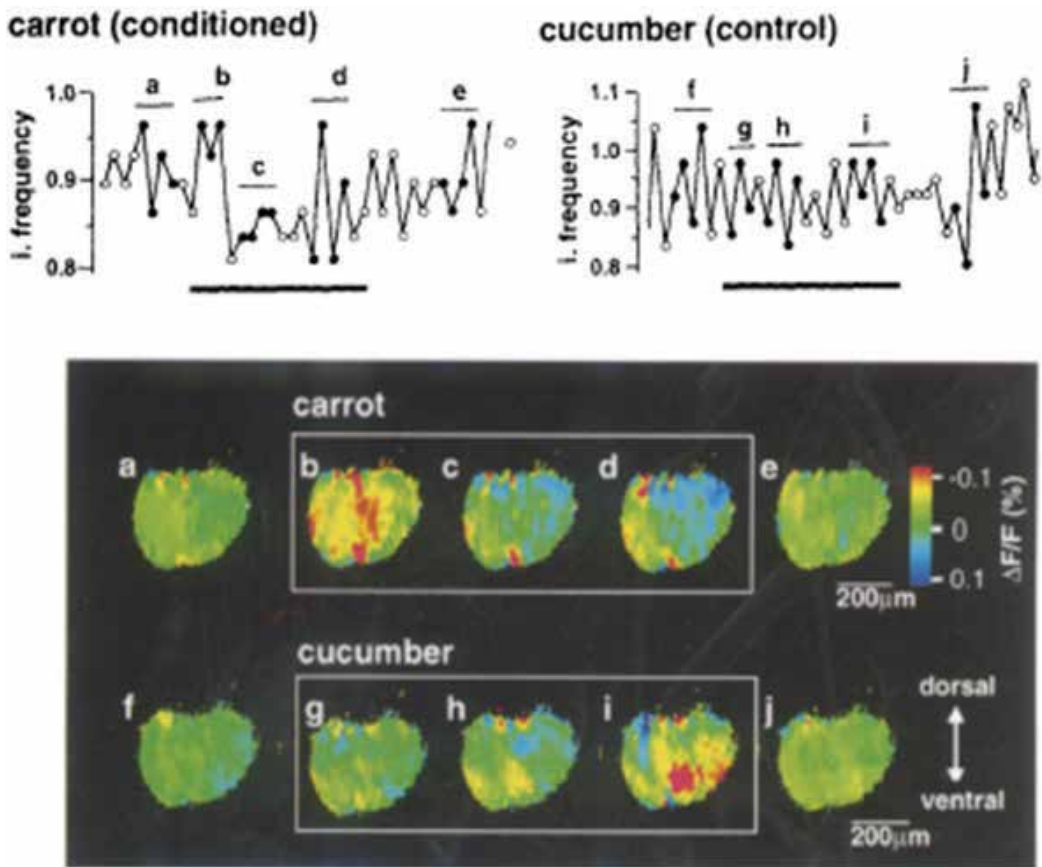 carrot (conditioned)
cucumber (control)
a b c d e
1.0
0.9
0.8
i. frequency
f g h i j
1.1
1.0
0.9
0.8
i. frequency
carrot
a b c d e
-0.1
0
0.1
ΔF/F (%)
200μm
cucumber
f g h i j
dorsal
ventral
200μm